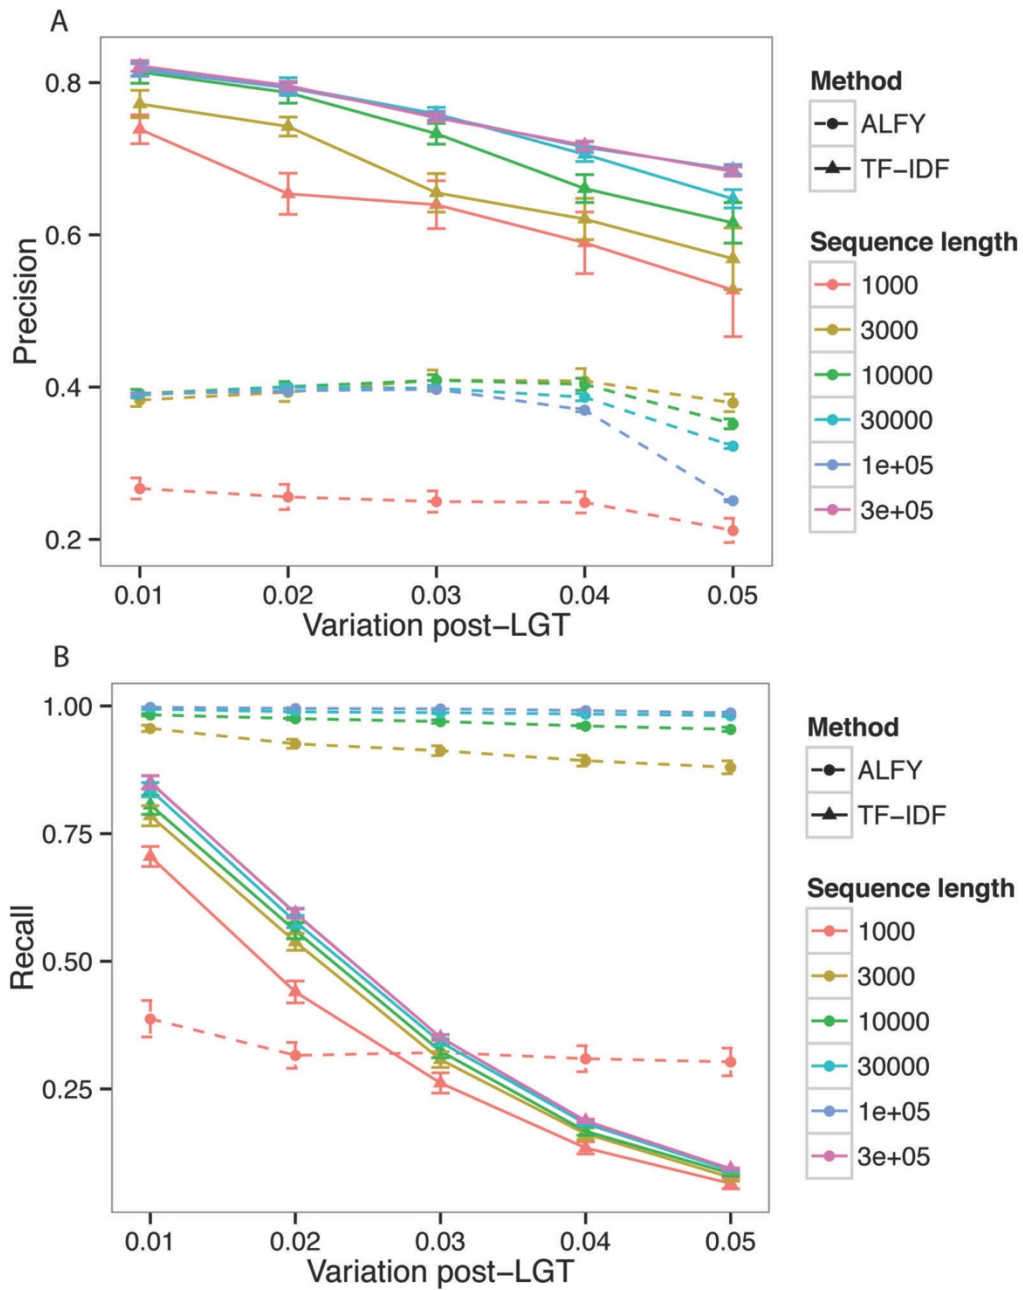 A
Precision
0.8
0.6
0.4
0.2
0.01 0.02 0.03 0.04 0.05
Variation post−LGT
Method
ALFY
TF−IDF
Sequence length
1000
3000
10000
30000
1e+05
3e+05
B
Recall
1.00
0.75
0.50
0.25
0.01 0.02 0.03 0.04 0.05
Variation post−LGT
Method
ALFY
TF−IDF
Sequence length
1000
3000
10000
30000
1e+05
3e+05